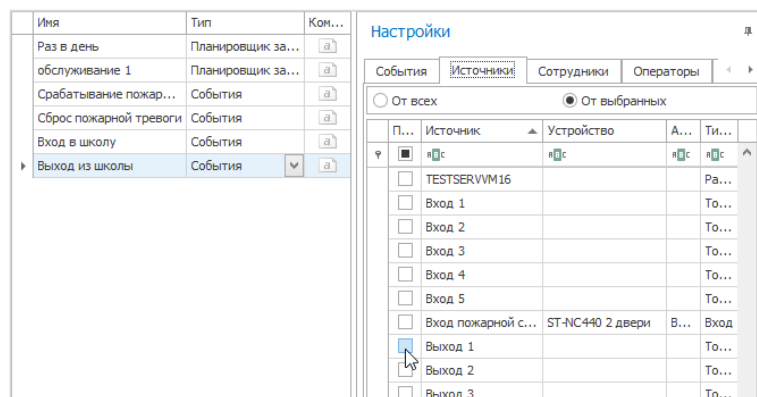 Имя Тип Ком...
Раз в день Планировщик за...
обслуживание 1 Планировщик за...
Срабатывание пожар... События
Сброс пожарной тревоги События
Вход в школу События
Выход из школы События
Настройки
События Источники Сотрудники Операторы
От всех От выбранных
П... Источник Устройство А... Ти...
TESTSERVVM16 Ра...
Вход 1 То...
Вход 2 То...
Вход 3 То...
Вход 4 То...
Вход 5 То...
Вход пожарной с... ST-NC440 2 двери В... Вход
Выход 1 То...
Выход 2 То...
Выход 3 То...